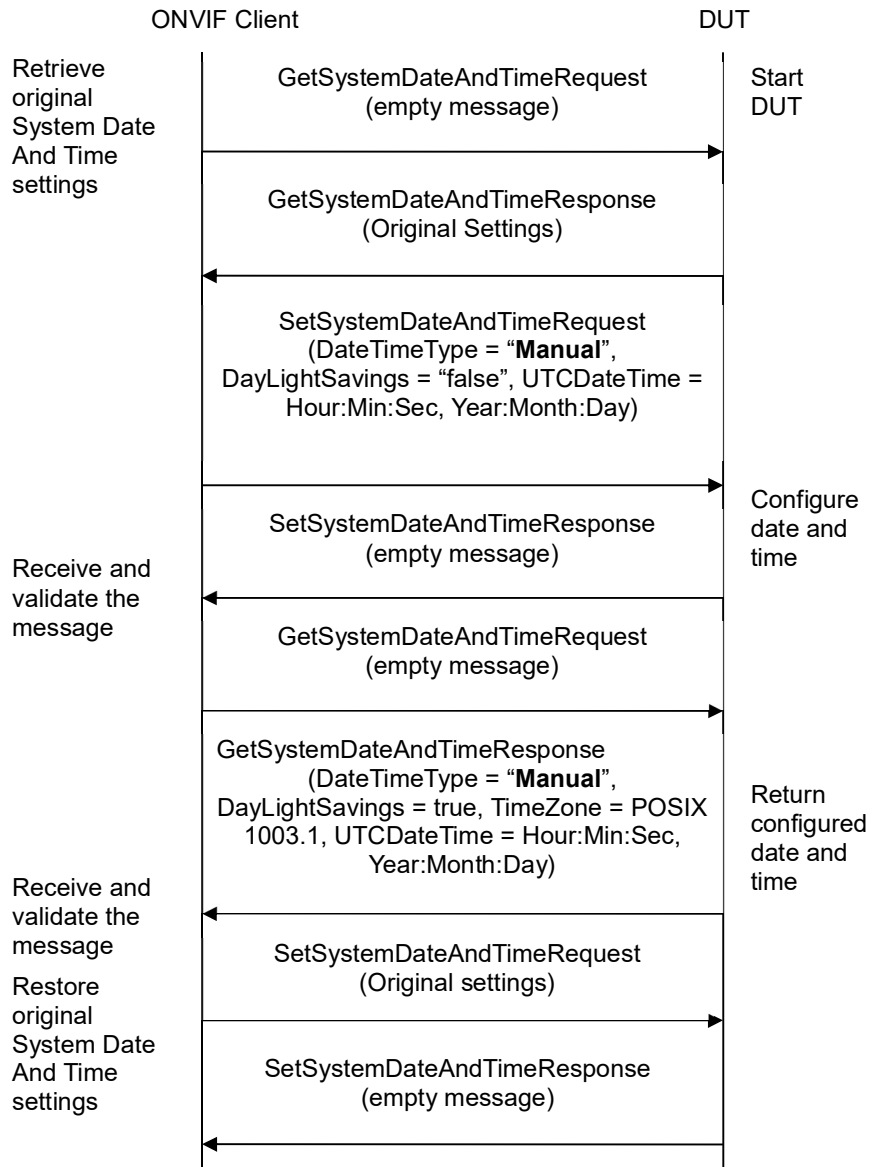 ONVIF Client
DUT
Retrieve
original
System Date
And Time
settings
GetSystemDateAndTimeRequest
(empty message)
Start
DUT
GetSystemDateAndTimeResponse
(Original Settings)
SetSystemDateAndTimeRequest
(DateTimeType = “Manual”,
DayLightSavings = “false”, UTCDateTime =
Hour:Min:Sec, Year:Month:Day)
Configure
date and
time
SetSystemDateAndTimeResponse
(empty message)
Receive and
validate the
message
GetSystemDateAndTimeRequest
(empty message)
GetSystemDateAndTimeResponse
(DateTimeType = “Manual”,
DayLightSavings = true, TimeZone = POSIX
1003.1, UTCDateTime = Hour:Min:Sec,
Year:Month:Day)
Return
configured
date and
time
Receive and
validate the
message
SetSystemDateAndTimeRequest
(Original settings)
Restore
original
System Date
And Time
settings
SetSystemDateAndTimeResponse
(empty message)